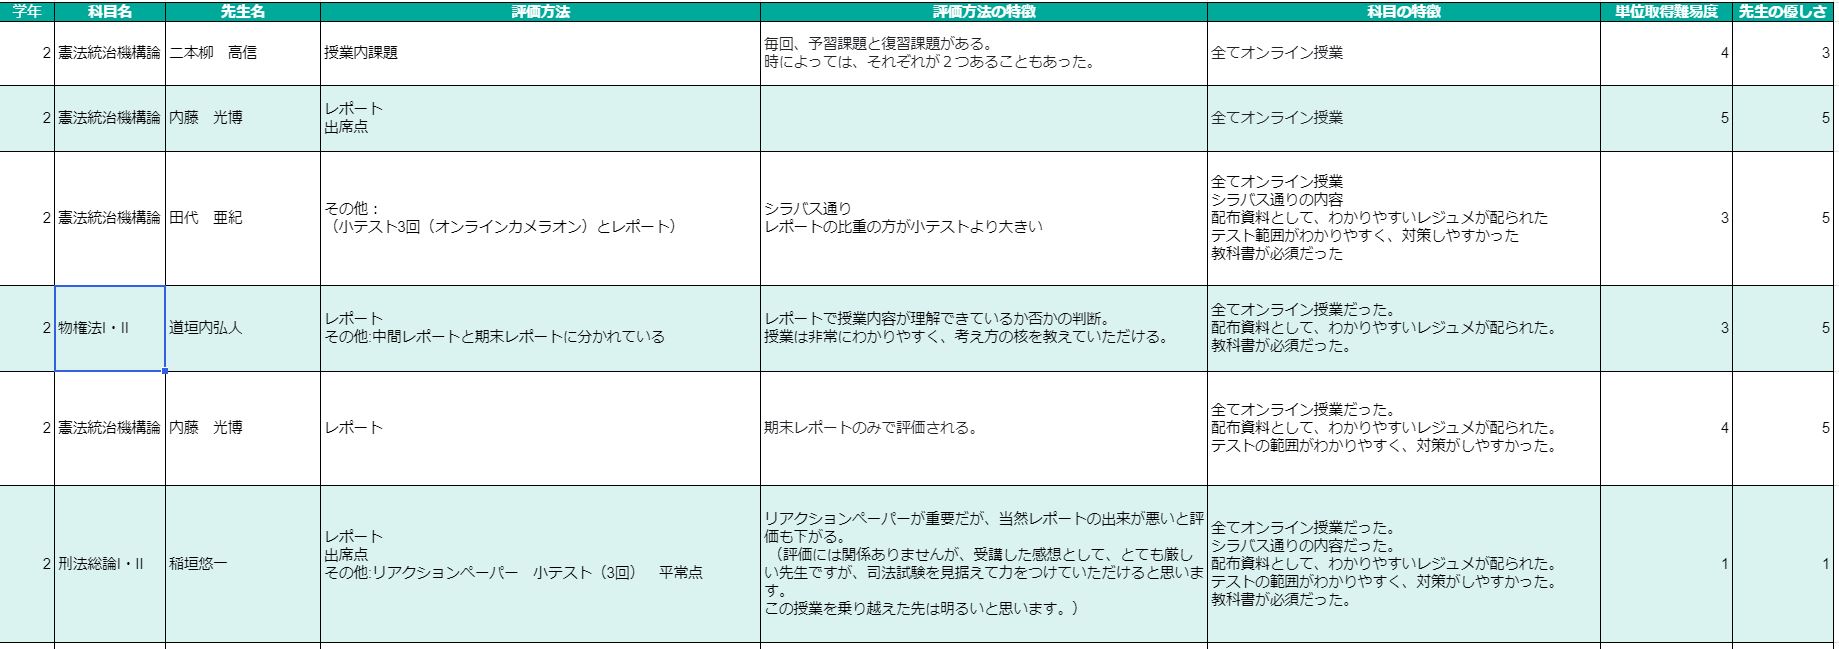 学年 科目名 先生名 評価方法 評価方法の特徴 科目の特徴 単位取得難易度 先生の優しさ
2 憲法統治機構論 二本柳　高信 授業内課題 毎回、予習課題と復習課題がある。
時によっては、それぞれが２つあることもあった。 全てオンライン授業 4 3
2 憲法統治機構論 内藤　光博 レポート
出席点 全てオンライン授業 5 5
2 憲法統治機構論 田代　亜紀 その他：
（小テスト3回（オンラインカメラオン）とレポート） シラバス通り
レポートの比重の方が小テストより大きい 全てオンライン授業
シラバス通りの内容
配布資料として、わかりやすいレジュメが配られた
テスト範囲がわかりやすく、対策しやすかった
教科書が必須だった 3 5
2 物権法I・II 道垣内弘人 レポート
その他:中間レポートと期末レポートに分かれている レポートで授業内容が理解できているか否かの判断。
授業は非常にわかりやすく、考え方の核を教えていただける。 全てオンライン授業だった。
配布資料として、わかりやすいレジュメが配られた。
教科書が必須だった。 3 5
2 憲法統治機構論 内藤　光博 レポート 期末レポートのみで評価される。 全てオンライン授業だった。
配布資料として、わかりやすいレジュメが配られた。
テストの範囲がわかりやすく、対策がしやすかった。 4 5
2 刑法総論I・II 稲垣悠一 レポート
出席点
その他:リアクションペーパー　小テスト（3回）　平常点 リアクションペーパーが重要だが、当然レポートの出来が悪いと評
価も下がる。
（評価には関係ありませんが、受講した感想として、とても厳し
い先生ですが、司法試験を見据えて力をつけていただけると思いま
す。
この授業を乗り越えた先は明るいと思います。） 全てオンライン授業だった。
シラバス通りの内容だった。
配布資料として、わかりやすいレジュメが配られた。
テストの範囲がわかりやすく、対策がしやすかった。
教科書が必須だった。 1 1